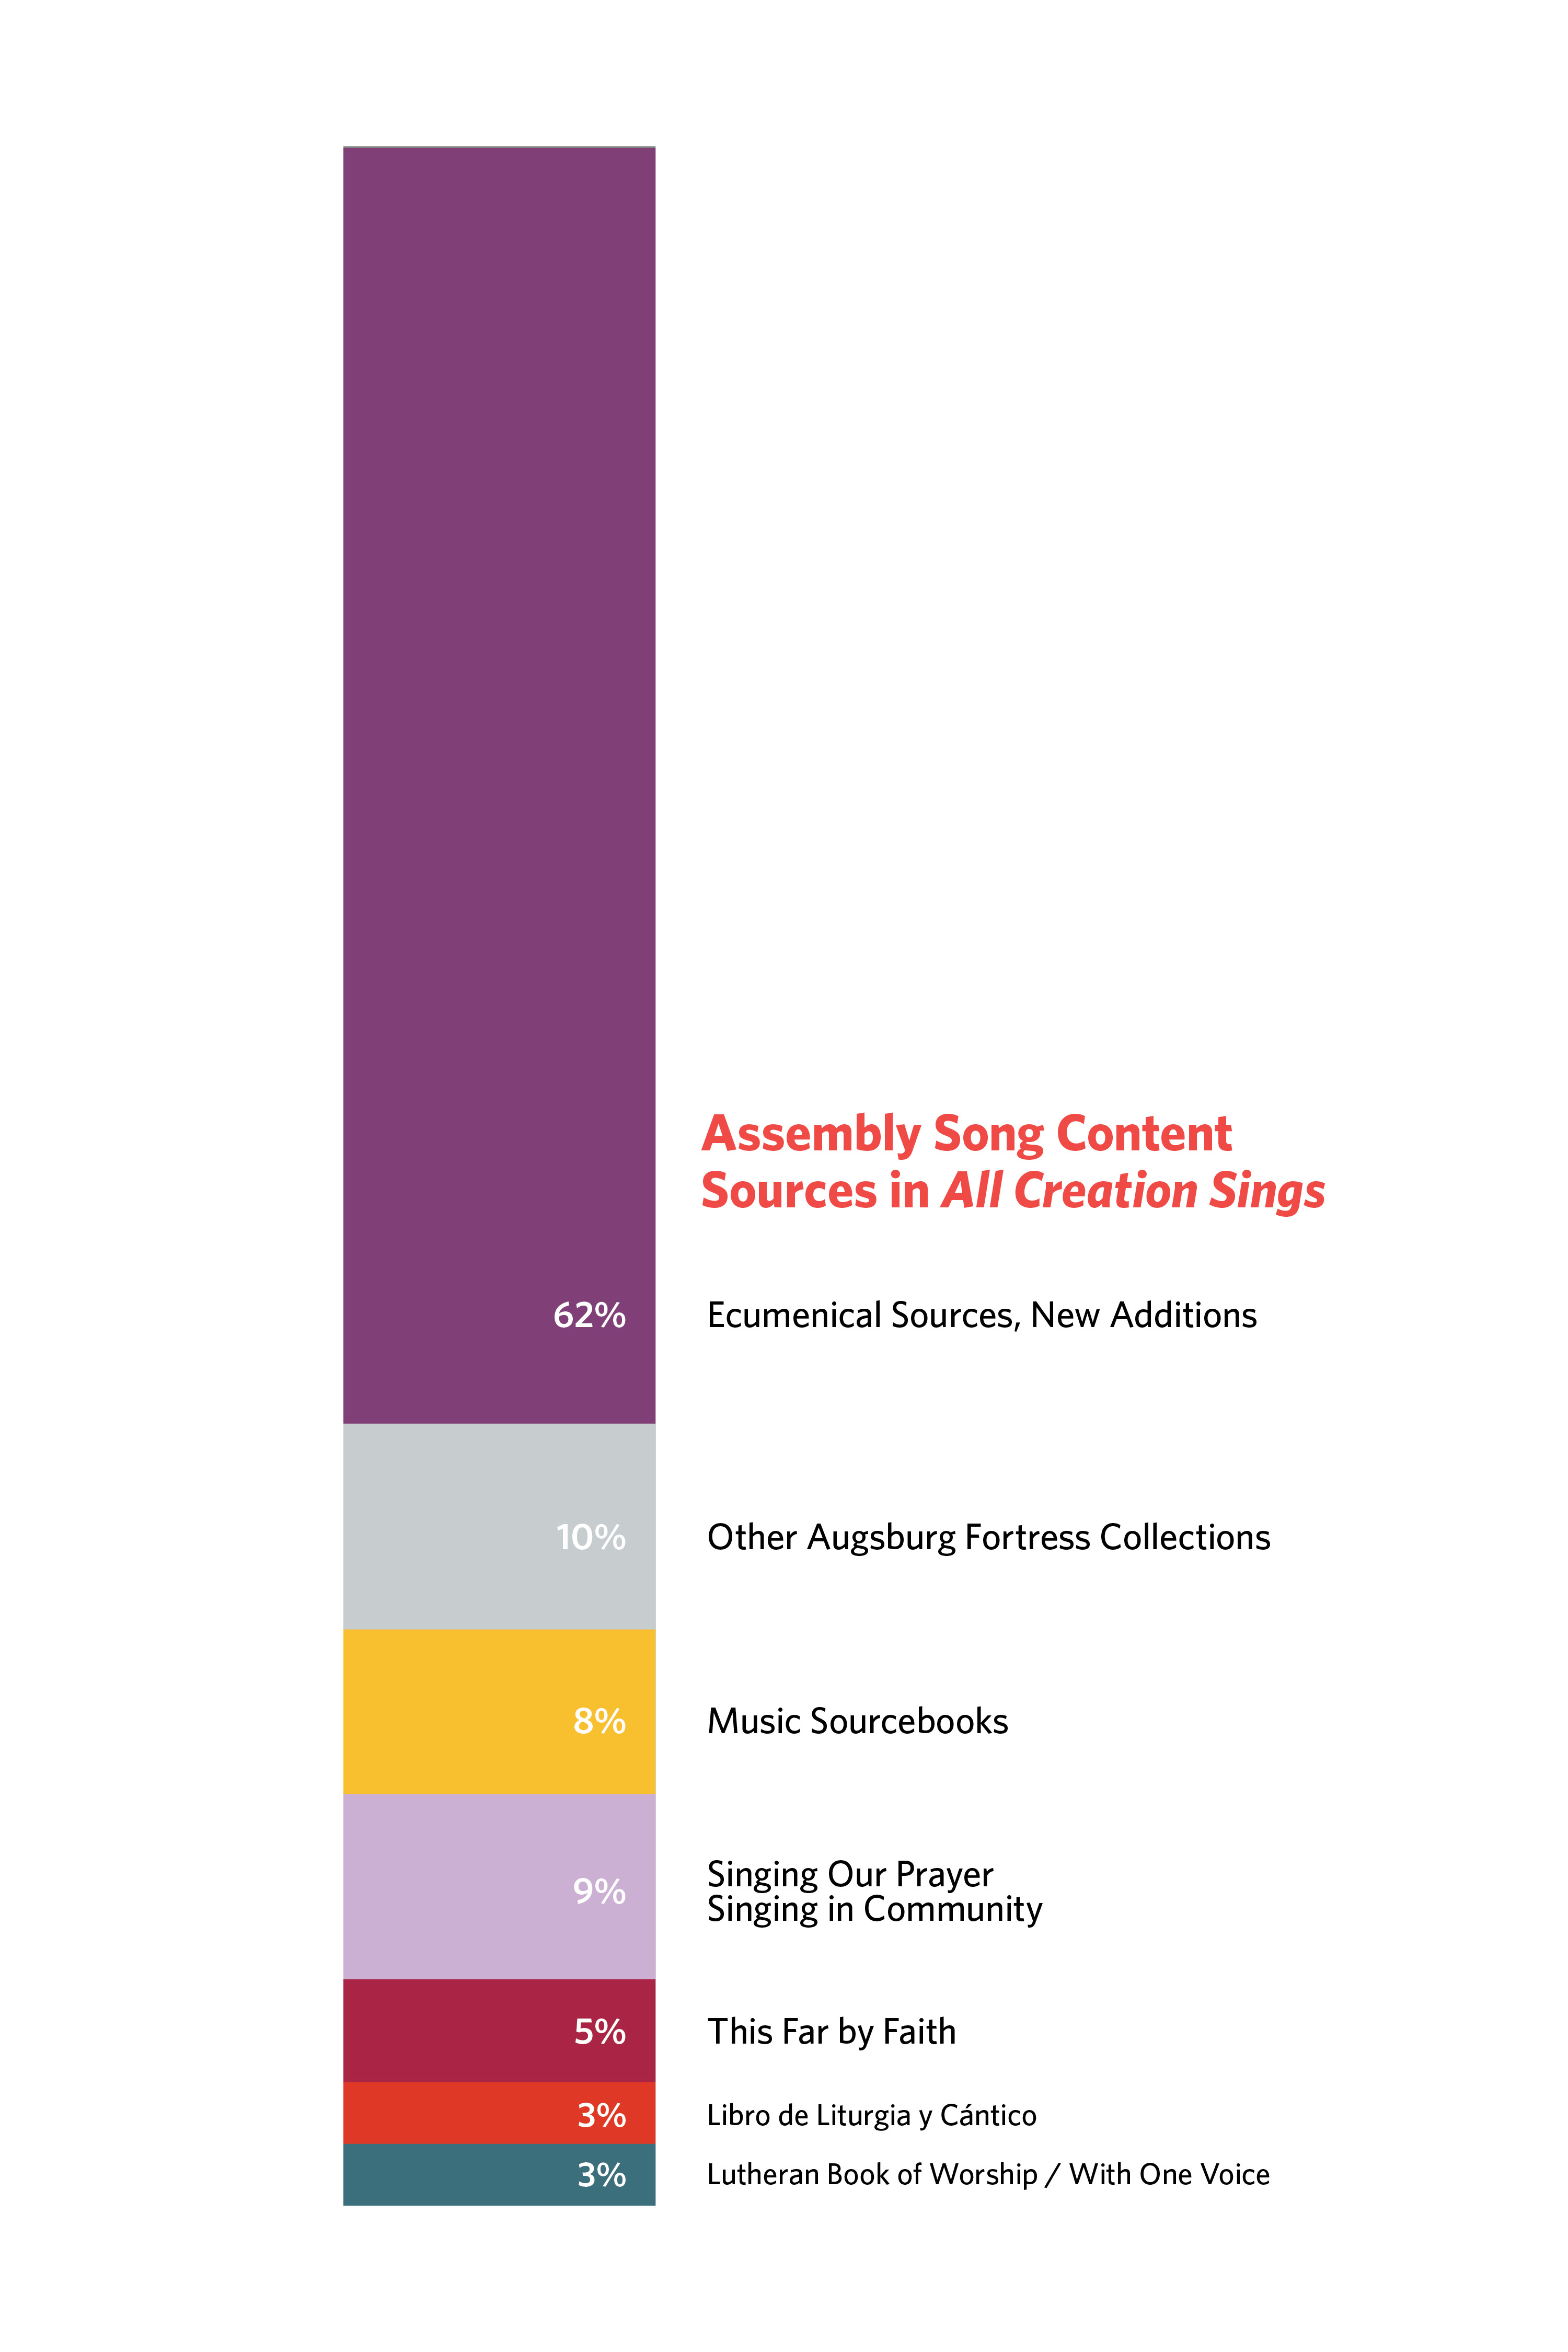 Assembly Song Content
Sources in All Creation Sings
62% Ecumenical Sources, New Additions
10% Other Augsburg Fortress Collections
8% Music Sourcebooks
9% Singing Our Prayer
Singing in Community
5% This Far by Faith
3% Libro de Liturgia y Cántico
3% Lutheran Book of Worship / With One Voice